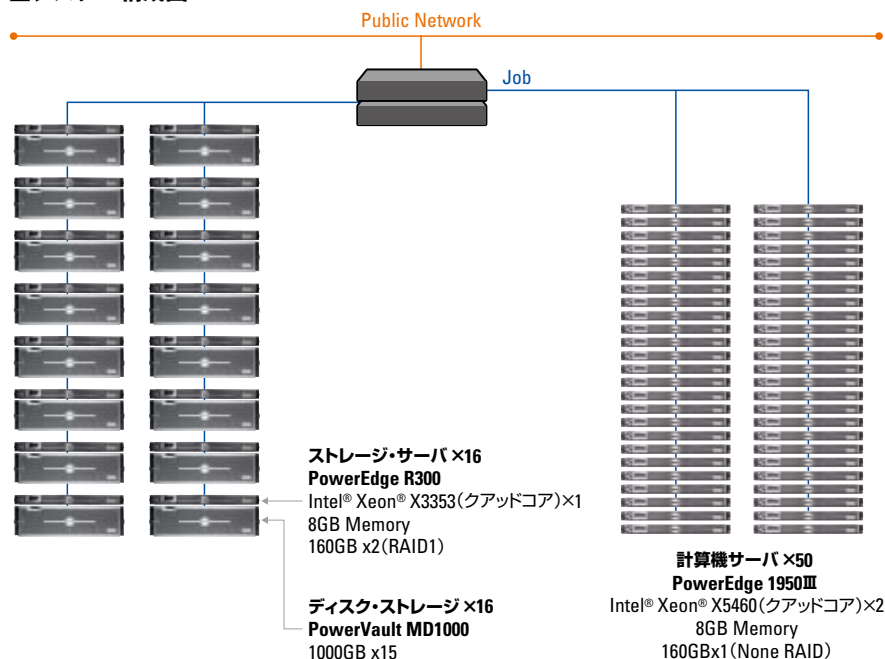 Public Network
Job
ストレージ・サーバ ×16
PowerEdge R300
Intel® Xeon® X3353(クアッドコア)×1
8GB Memory
160GB x2(RAID1)
ディスク・ストレージ ×16
PowerVault MD1000
1000GB x15
計算機サーバ ×50
PowerEdge 1950Ⅲ
Intel® Xeon® X5460(クアッドコア)×2
8GB Memory
160GBx1(None RAID)